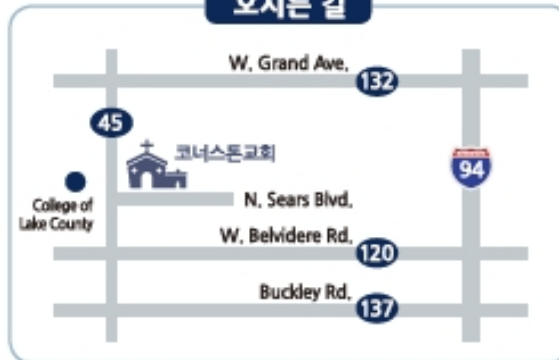 오시는 길
W. Grand Ave.
132
45
코너스톤교회
94
College of
Lake County
N. Sears Blvd.
W. Belvidere Rd.
120
Buckley Rd.
137